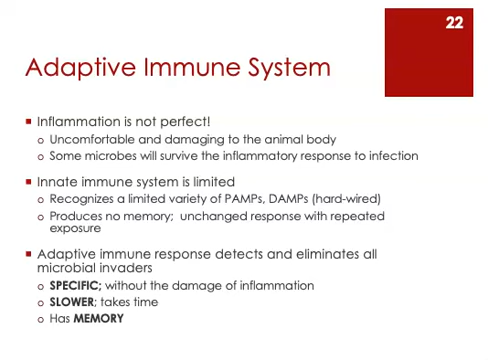 22
Adaptive Immune System
Inflammation is not perfect!
Uncomfortable and damaging to the animal body
Some microbes will survive the inflammatory response to infection
Innate immune system is limited
Recognizes a limited variety of PAMPs, DAMPs (hard-wired)
Produces no memory; unchanged response with repeated
exposure
Adaptive immune response detects and eliminates all
microbial invaders
SPECIFIC; without the damage of inflammation
SLOWER; takes time
Has MEMORY